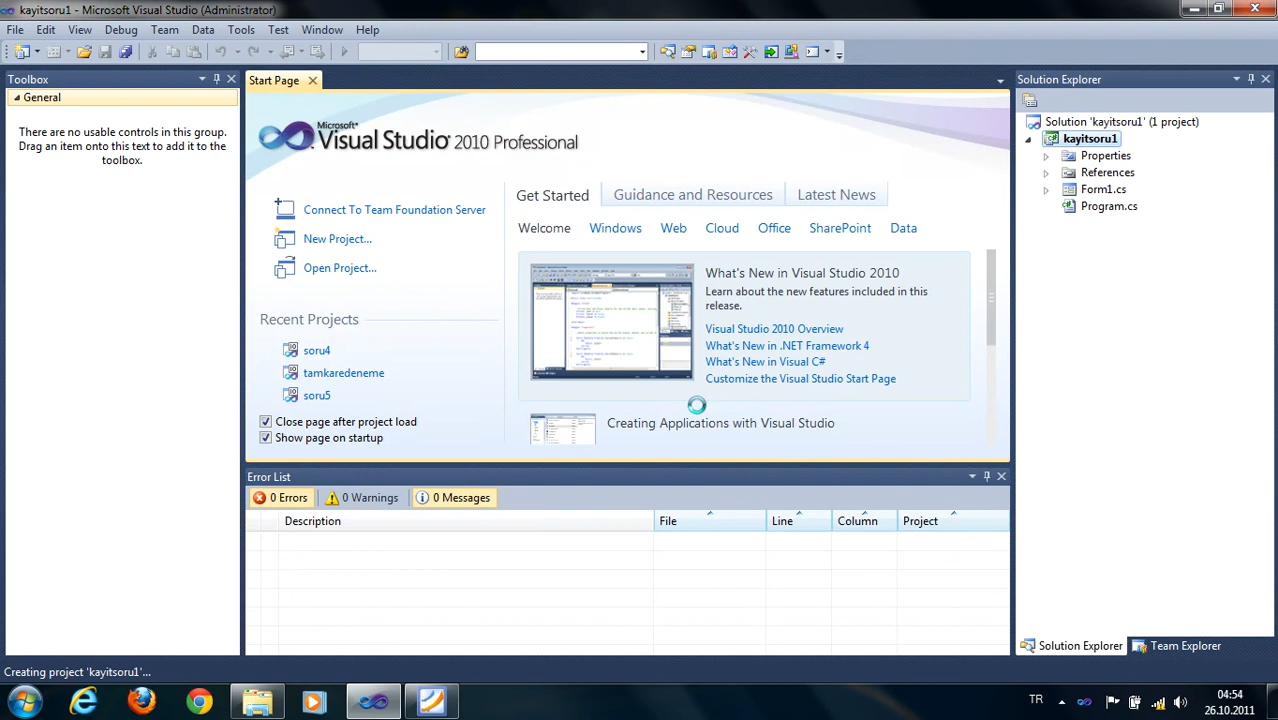 kayitsoru1 - Microsoft Visual Studio (Administrator)
File Edit View Debug Team Data Tools Test Window Help
Toolbox
General
There are no usable controls in this group.
Drag an item onto this text to add it to the
toolbox.
Start Page
Microsoft®
Visual Studio® 2010 Professional
Connect To Team Foundation Server
New Project...
Open Project...
Recent Projects
soru4
tamkaredeneme
soru5
Close page after project load
Show page on startup
Get Started Guidance and Resources Latest News
Welcome Windows Web Cloud Office SharePoint Data
What's New in Visual Studio 2010
Learn about the new features included in this
release.
Visual Studio 2010 Overview
What's New in .NET Framework 4
What's New in Visual C#
Customize the Visual Studio Start Page
Creating Applications with Visual Studio
Error List
0 Errors 0 Warnings 0 Messages
Description File Line Column Project
Solution Explorer
Solution 'kayitsoru1' (1 project)
kayitsoru1
Properties
References
Form1.cs
Program.cs
Solution Explorer Team Explorer
Creating project 'kayitsoru1'...
TR
04:54
26.10.2011